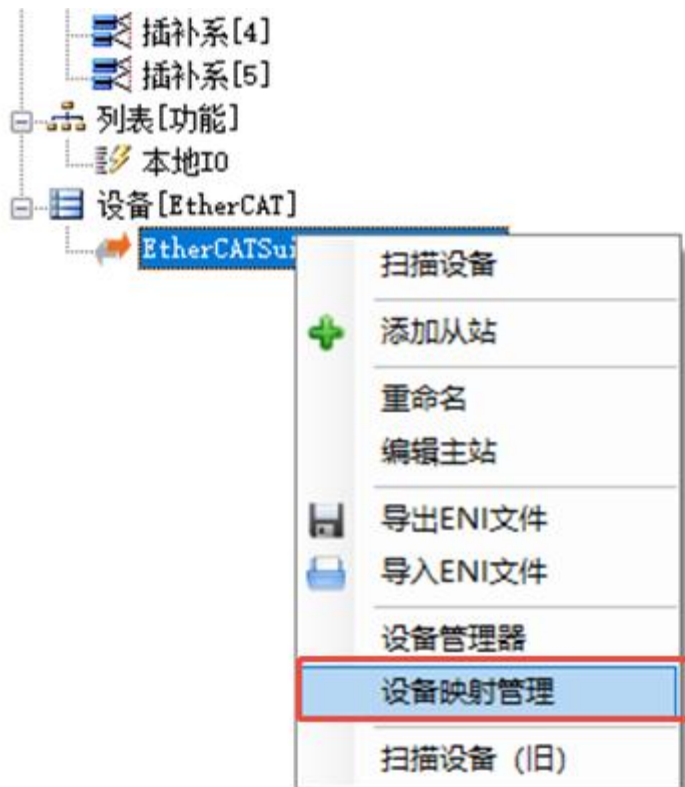 插补系[4]
插补系[5]
列表[功能]
本地IO
设备[EtherCAT]
EtherCATSui
扫描设备
添加从站
重命名
编辑主站
导出ENI文件
导入ENI文件
设备管理器
设备映射管理
扫描设备（旧）